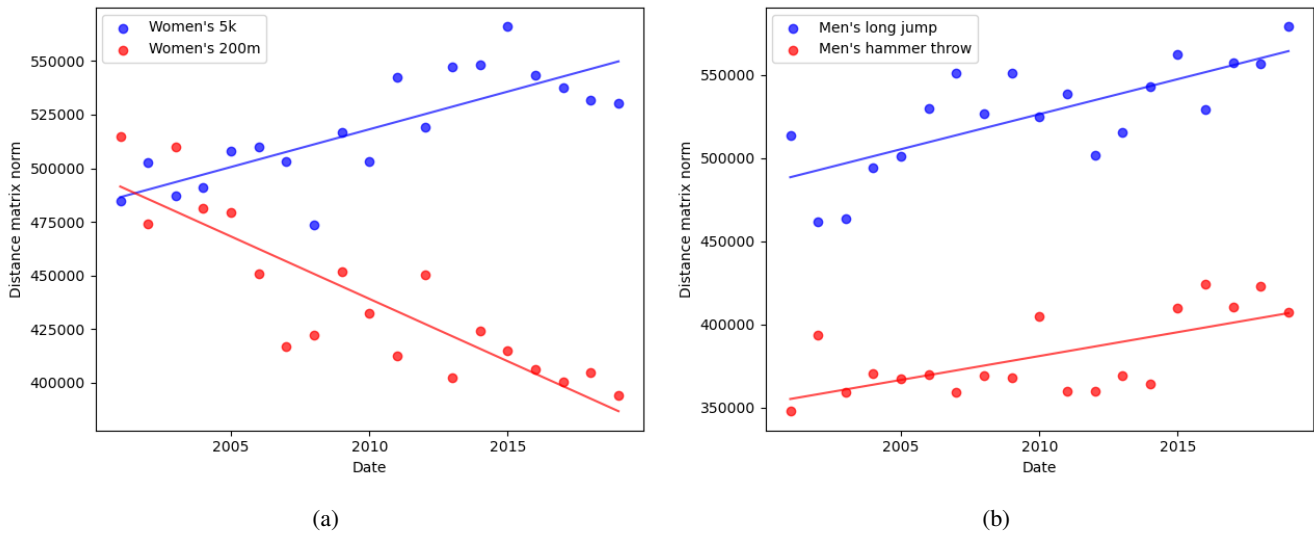 Women's 5k
Women's 200m
550000
525000
500000
475000
450000
425000
400000
Distance matrix norm
2005 2010 2015
Date
(a)
Men's long jump
Men's hammer throw
550000
500000
450000
400000
350000
Distance matrix norm
2005 2010 2015
Date
(b)